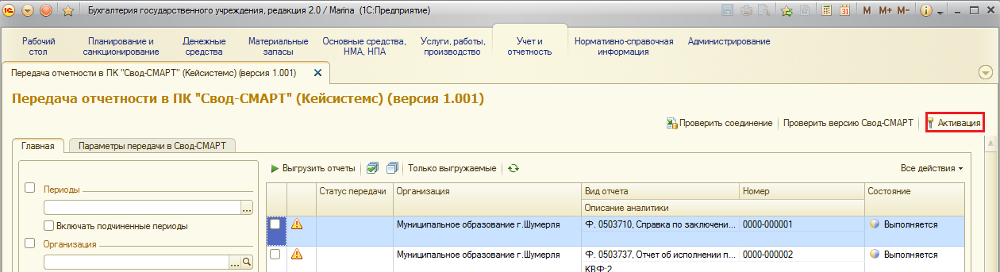 Бухгалтерия государственного учреждения, редакция 2.0 / Marina (1С:Предприятие)
M M+ M-
Рабочий стол
Планирование и санкционирование
Денежные средства
Материальные запасы
Основные средства, НМА, НПА
Услуги, работы, производство
Учет и отчетность
Нормативно-справочная информация
Администрирование
Передача отчетности в ПК "Свод-СМАРТ" (Кейсистемс) (версия 1.001)
Передача отчетности в ПК "Свод-СМАРТ" (Кейсистемс) (версия 1.001)
Проверить соединение Проверить версию Свод-СМАРТ Активация
Главная Параметры передачи в Свод-СМАРТ
Выгрузить отчеты Только выгружаемые Все действия
Периоды
Включать подчиненные периоды
Организация
Статус передачи Организация Вид отчета Номер Состояние
Описание аналитики
Муниципальное образование г.Шумерля Ф. 0503710, Справка по заключени... 0000-000001 Выполняется
Муниципальное образование г.Шумерля Ф. 0503737, Отчет об исполнении п... 0000-000002 Выполняется
КВФ:2